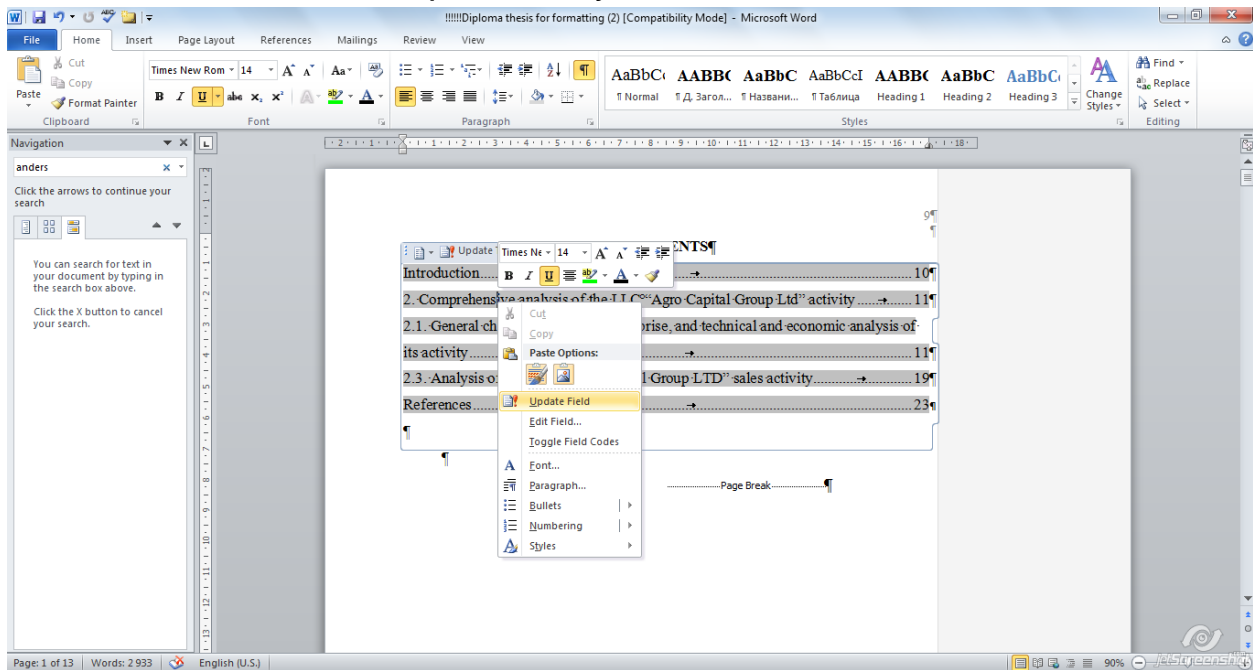 !!!!!!Diploma thesis for formatting (2) [Compatibility Mode] - Microsoft Word
File Home Insert Page Layout References Mailings Review View
Cut
Copy
Format Painter
Paste
Times New Rom 14
AaBbCc AABBC AaBbC AaBbCcI AABBC AaBbC AaBbC
¶ Normal ¶ Д. Загол... ¶ Названи... ¶ Таблица Heading 1 Heading 2 Heading 3
Change Styles
Find
Replace
Select
Clipboard Font Paragraph Styles Editing
Navigation
anders
Click the arrows to continue your
search
You can search for text in
your document by typing in
the search box above.
Click the X button to cancel
your search.
9¶
¶
ENTS¶
Update
Times Ne 14
Introduction 10¶
2. Comprehensive analysis of the LLC “Agro Capital Group Ltd” activity 11¶
2.1. General ch prise, and technical and economic analysis of
its activity 11¶
2.3. Analysis o l Group LTD” sales activity 19¶
References 23¶
¶
¶
Page Break ¶
Cut
Copy
Paste Options:
Update Field
Edit Field...
Toggle Field Codes
Font...
Paragraph...
Bullets
Numbering
Styles
Page: 1 of 13 Words: 2 933 English (U.S.) 90%